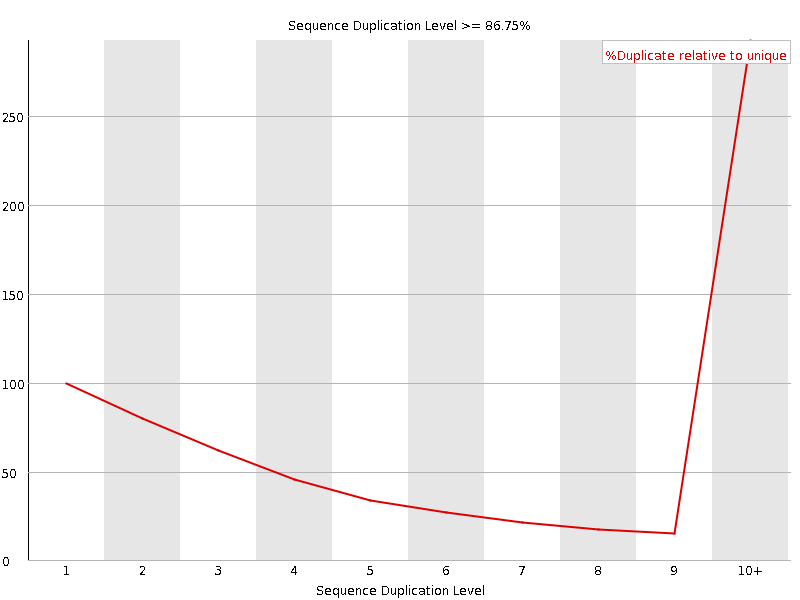 Sequence Duplication Level >= 86.75%
%Duplicate relative to unique
250
200
150
100
50
0
1 2 3 4 5 6 7 8 9 10+
Sequence Duplication Level